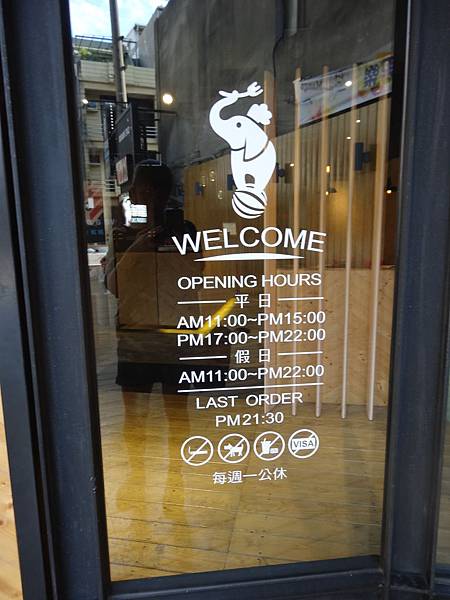 WELCOME
OPENING HOURS
平日
AM11:00~PM15:00
PM17:00~PM22:00
假日
AM11:00~PM22:00
LAST ORDER
PM21:30
VISA
每週一公休